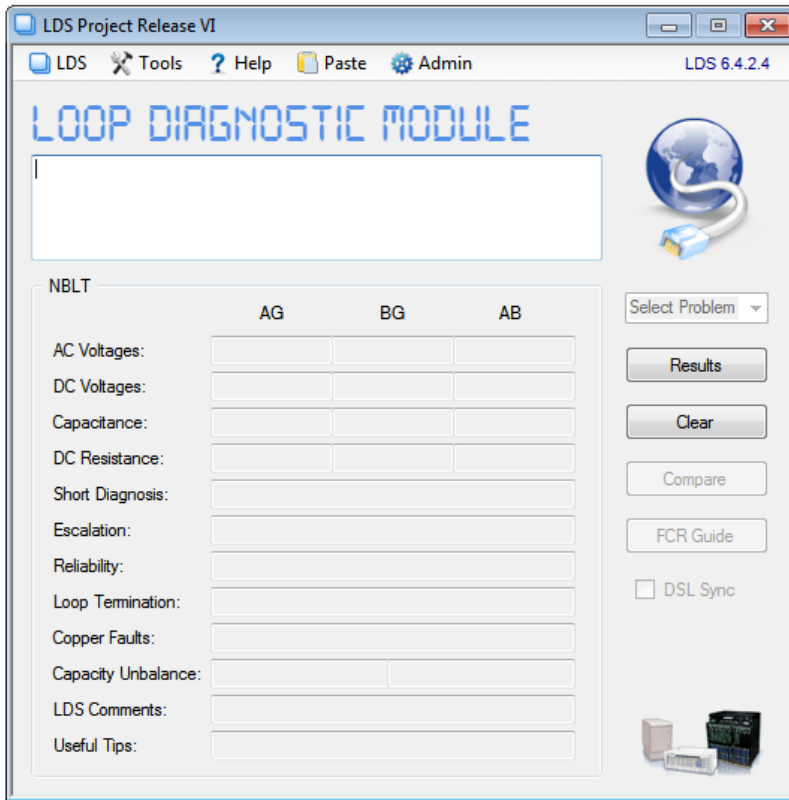 LDS Project Release VI
LDS Tools ? Help Paste Admin LDS 6.4.2.4
LOOP DIAGNOSTIC MODULE
NBLT
AG BG AB
Select Problem
AC Voltages:
Results
DC Voltages:
Capacitance:
Clear
DC Resistance:
Compare
Short Diagnosis:
Escalation:
FCR Guide
Reliability:
DSL Sync
Loop Termination:
Copper Faults:
Capacity Unbalance:
LDS Comments:
Useful Tips: